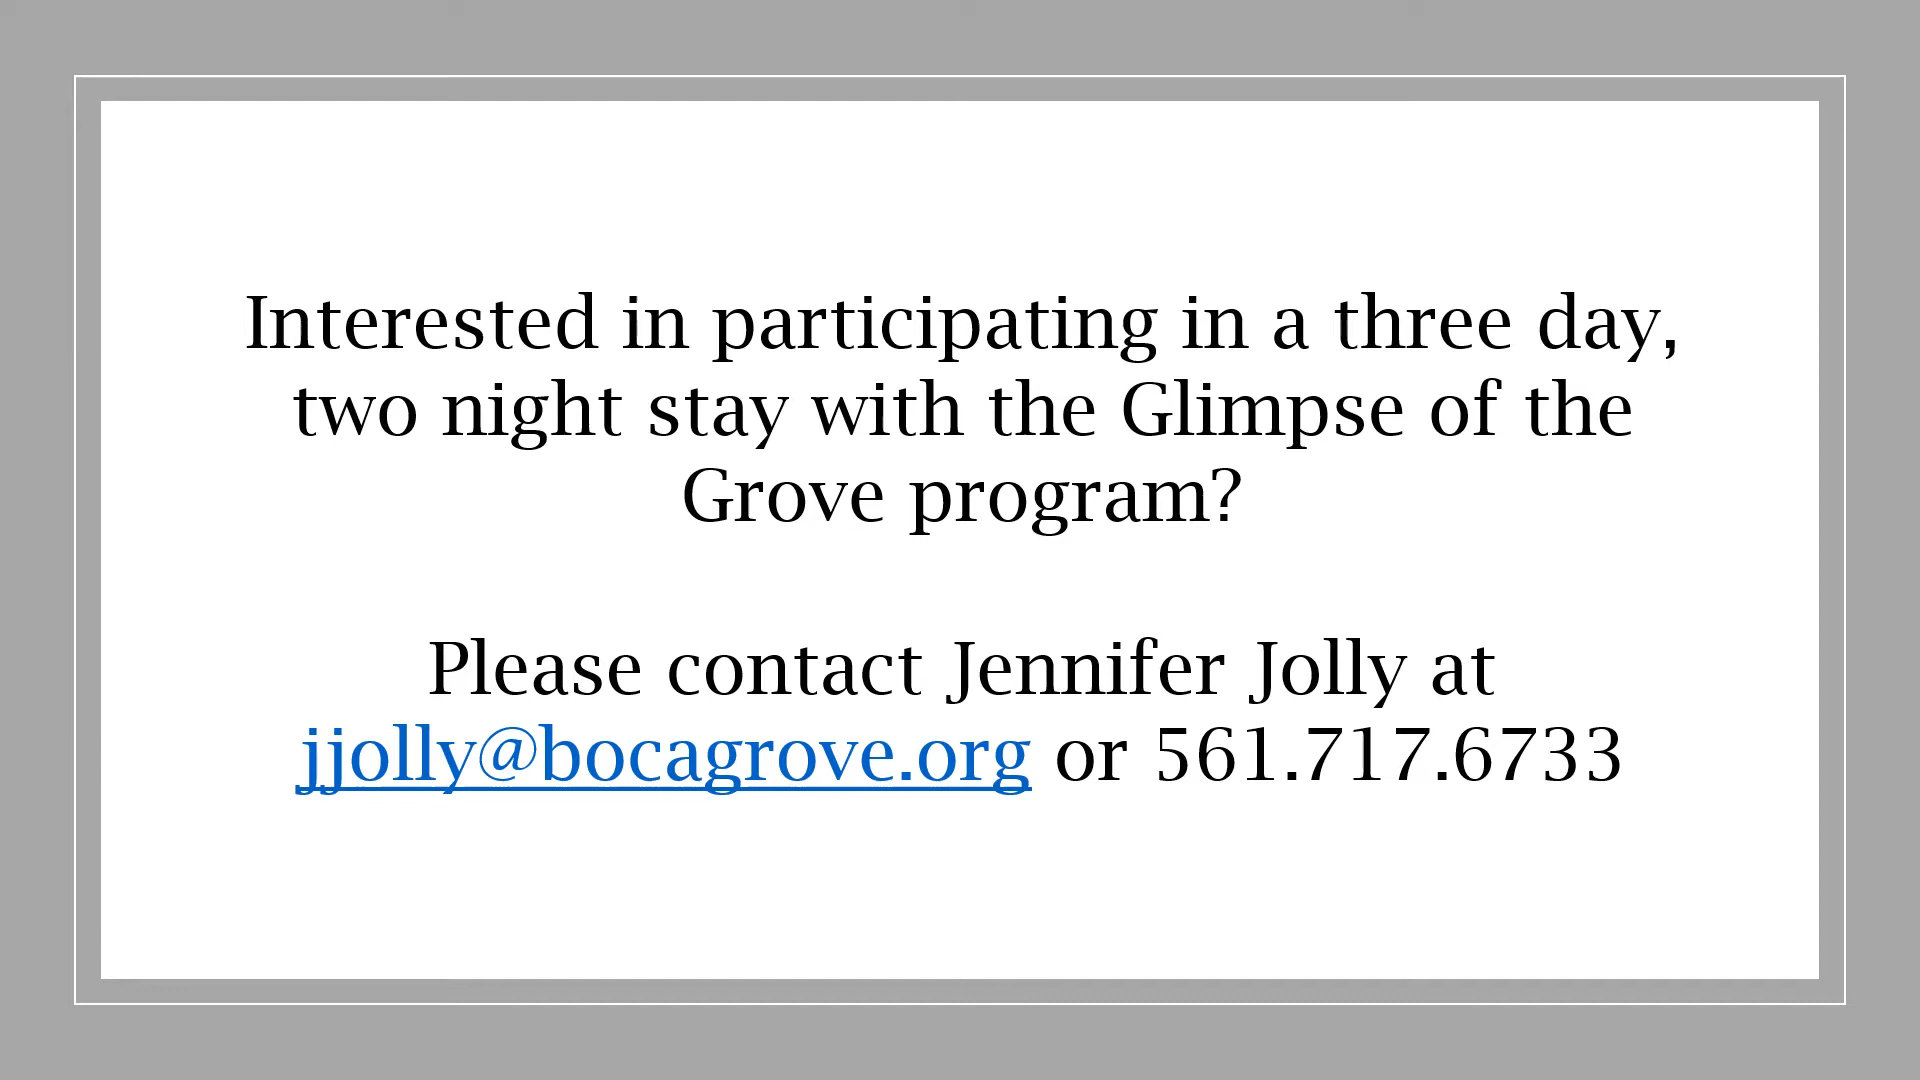 Interested in participating in a three day,
two night stay with the Glimpse of the
Grove program?
Please contact Jennifer Jolly at
jjolly@bocagrove.org or 561.717.6733